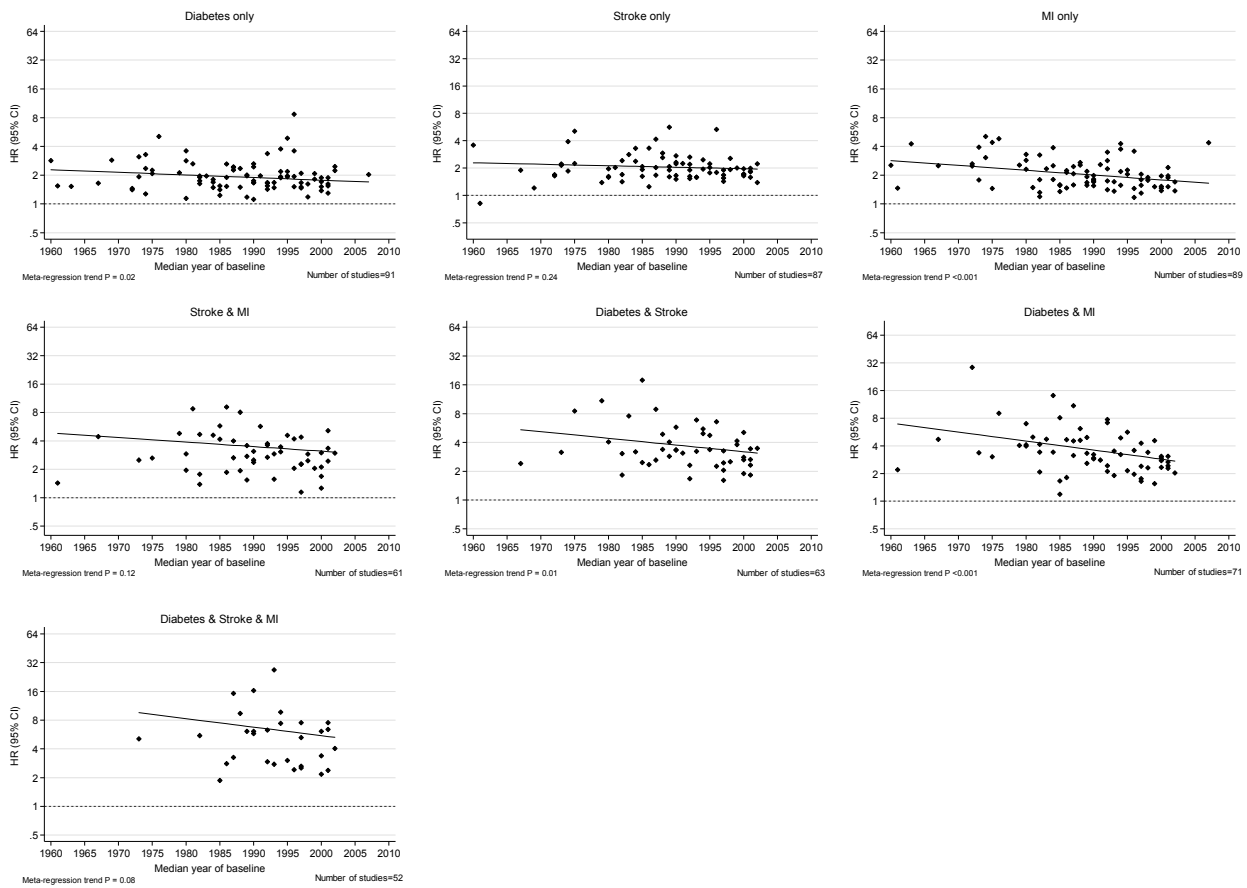 Diabetes only
64
32
16
8
4
2
1
.5
HR (95% CI)
1960 1965 1970 1975 1980 1985 1990 1995 2000 2005 2010
Median year of baseline
Meta-regression trend P = 0.02
Number of studies=91
Stroke only
64
32
16
8
4
2
1
.5
HR (95% CI)
1960 1965 1970 1975 1980 1985 1990 1995 2000 2005 2010
Median year of baseline
Meta-regression trend P = 0.24
Number of studies=87
MI only
64
32
16
8
4
2
1
.5
HR (95% CI)
1960 1965 1970 1975 1980 1985 1990 1995 2000 2005 2010
Median year of baseline
Meta-regression trend P <0.001
Number of studies=89
Stroke & MI
64
32
16
8
4
2
1
.5
HR (95% CI)
1960 1965 1970 1975 1980 1985 1990 1995 2000 2005 2010
Median year of baseline
Meta-regression trend P = 0.12
Number of studies=61
Diabetes & Stroke
64
32
16
8
4
2
1
.5
HR (95% CI)
1960 1965 1970 1975 1980 1985 1990 1995 2000 2005 2010
Median year of baseline
Meta-regression trend P = 0.01
Number of studies=63
Diabetes & MI
64
32
16
8
4
2
1
.5
HR (95% CI)
1960 1965 1970 1975 1980 1985 1990 1995 2000 2005 2010
Median year of baseline
Meta-regression trend P <0.001
Number of studies=71
Diabetes & Stroke & MI
64
32
16
8
4
2
1
.5
HR (95% CI)
1960 1965 1970 1975 1980 1985 1990 1995 2000 2005 2010
Median year of baseline
Meta-regression trend P = 0.08
Number of studies=52